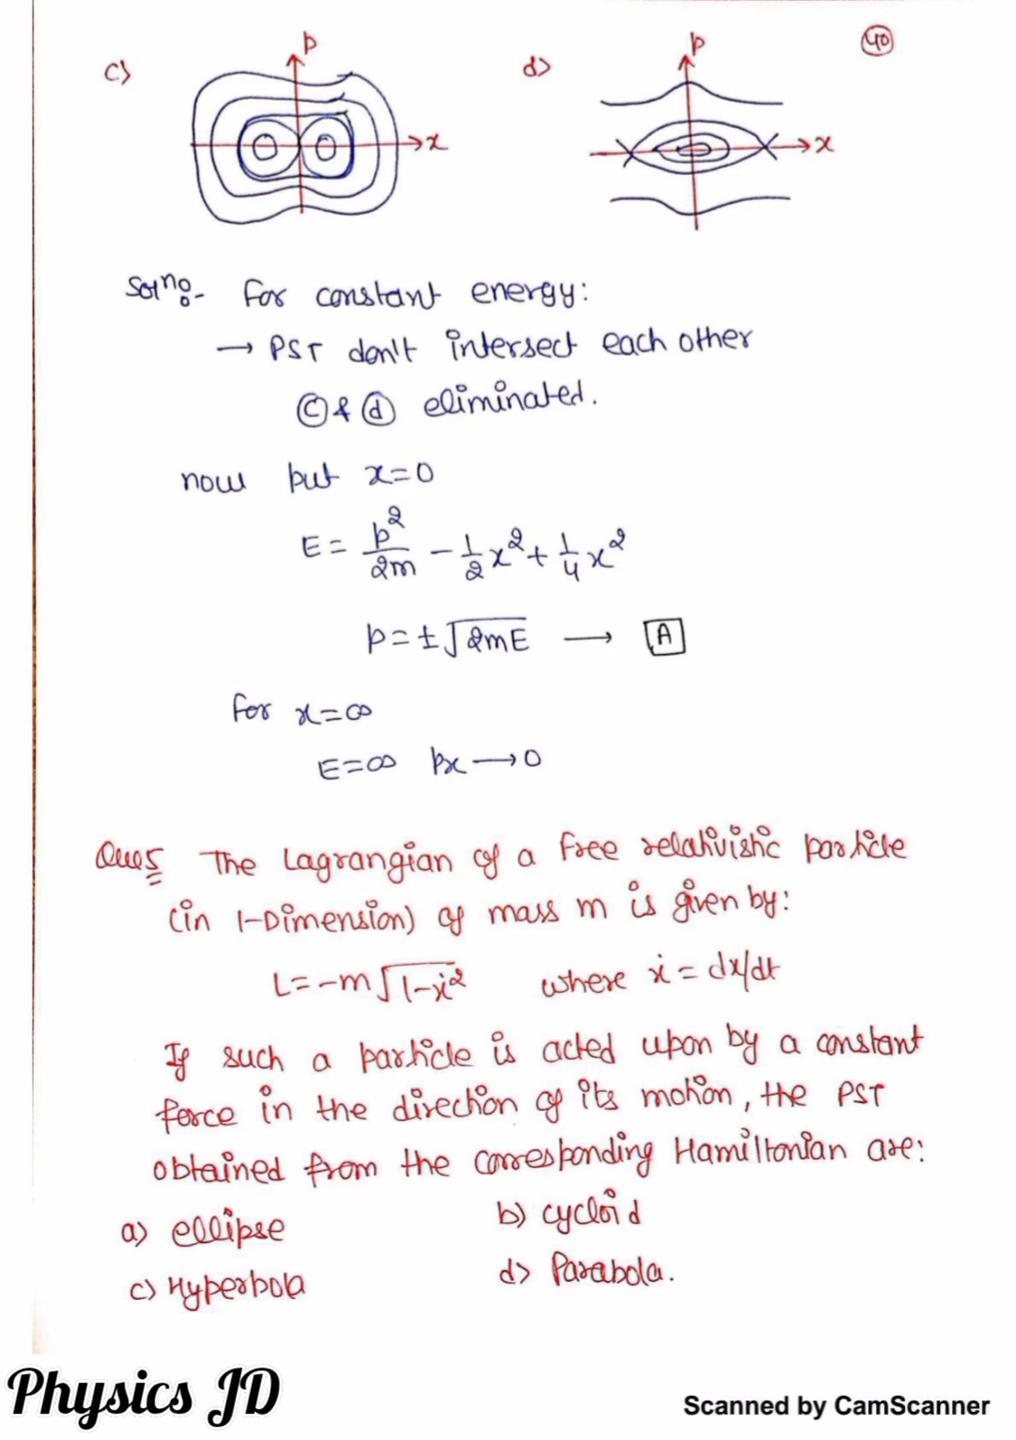 c) p x d) p x 40
Sol^n:- for constant energy:
→ PST don't intersect each other
ⓒ & ⓓ eliminated.
now put x=0
E = p²/2m - 1/2 x² + 1/4 x²
p = ± √2mE → A
for x=∞
E=∞ px → 0
Ques The Lagrangian of a free relativistic particle
(in 1-Dimension) of mass m is given by:
L = -m √1-ẋ² where ẋ = dx/dt
If such a particle is acted upon by a constant
force in the direction of its motion, the PST
obtained from the corresponding Hamiltonian are:
a) ellipse b) cycloid
c) Hyperbola d) Parabola.
Physics JD
Scanned by CamScanner